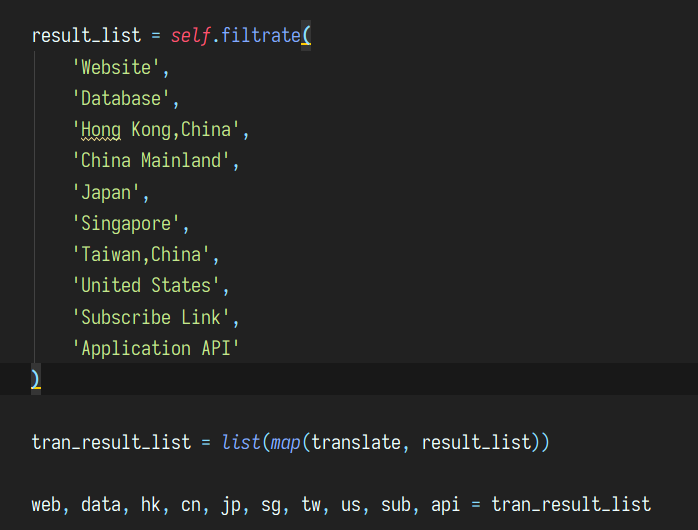 result_list = self.filtrate(
'Website',
'Database',
'Hong Kong,China',
'China Mainland',
'Japan',
'Singapore',
'Taiwan,China',
'United States',
'Subscribe Link',
'Application API'
)
tran_result_list = list(map(translate, result_list))
web, data, hk, cn, jp, sg, tw, us, sub, api = tran_result_list